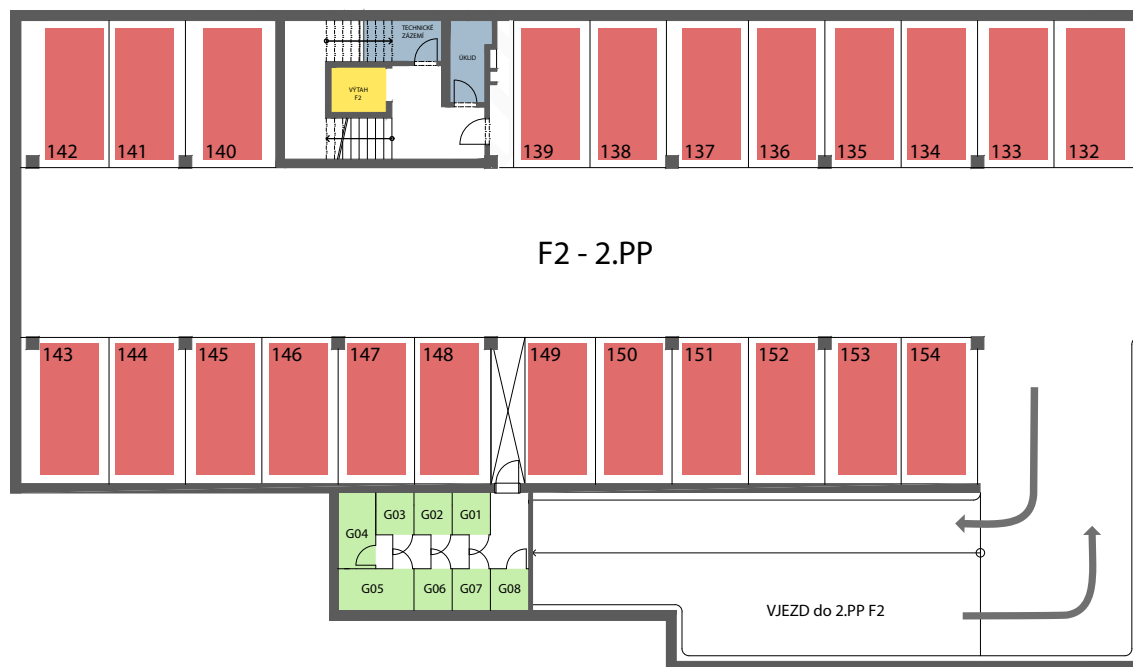 TECHNICKÉ
ZÁZEMÍ
ÚKLID
VÝTAH
F2
142
141
140
139
138
137
136
135
134
133
132
F2 - 2.PP
143
144
145
146
147
148
149
150
151
152
153
154
G04
G03
G02
G01
G05
G06
G07
G08
VJEZD do 2.PP F2